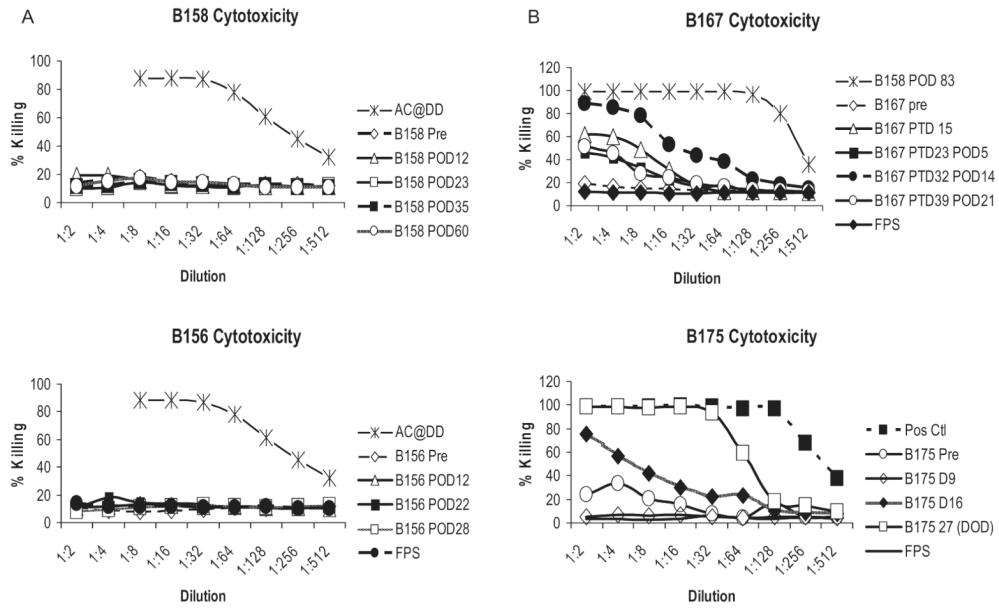 A
B158 Cytotoxicity
% Killing
100
80
60
40
20
0
1:2
1:4
1:8
1:16
1:32
1:64
1:128
1:256
1:512
Dilution
AC@DD
B158 Pre
B158 POD12
B158 POD23
B158 POD35
B158 POD60
B
B167 Cytotoxicity
% Killing
120
100
80
60
40
20
0
1:2
1:4
1:8
1:16
1:32
1:64
1:128
1:256
1:512
Dilution
B158 POD 83
B167 pre
B167 PTD 15
B167 PTD23 POD5
B167 PTD32 POD14
B167 PTD39 POD21
FPS
B156 Cytotoxicity
% Killing
100
80
60
40
20
0
1:2
1:4
1:8
1:16
1:32
1:64
1:128
1:256
1:512
Dilution
AC@DD
B156 Pre
B156 POD12
B156 POD22
B156 POD28
FPS
B175 Cytotoxicity
% Killing
120
100
80
60
40
20
0
1:2
1:4
1:8
1:16
1:32
1:64
1:128
1:256
1:512
Dilution
Pos Ctl
B175 Pre
B175 D9
B175 D16
B175 27 (DOD)
FPS